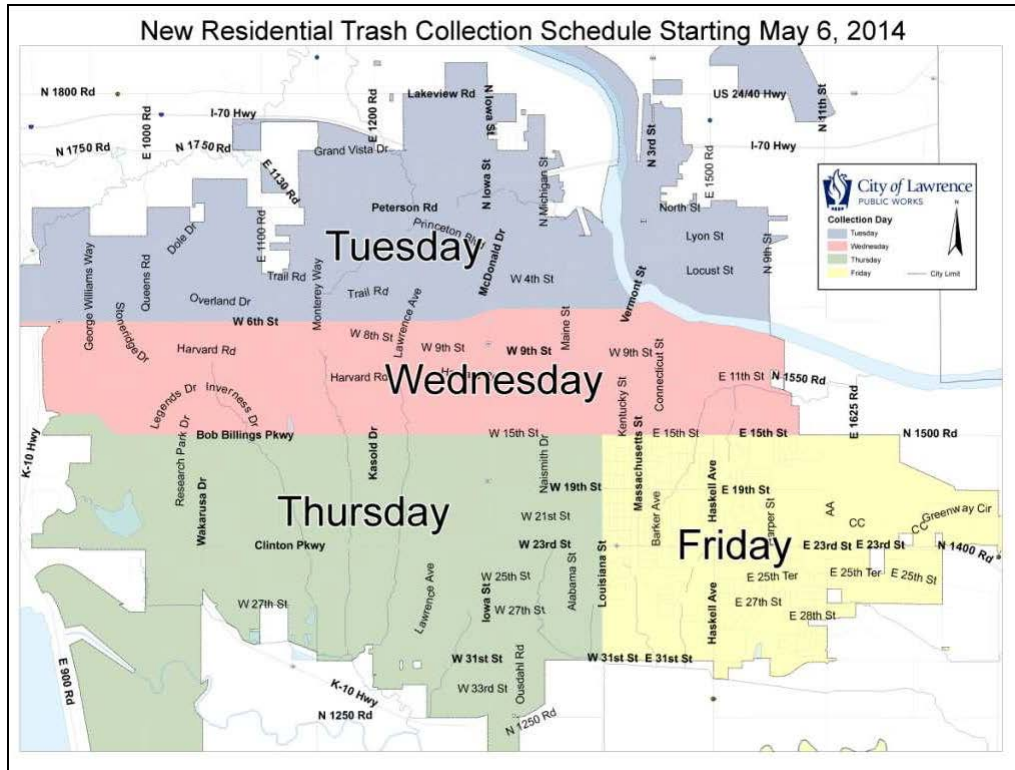 New Residential Trash Collection Schedule Starting May 6, 2014
N 1800 Rd
Lakeview Rd
US 24/40 Hwy
N 11th St
E 1000 Rd
E 1200 Rd
N Iowa St
I-70 Hwy
N 3rd St
I-70 Hwy
N 1750 Rd
N 1750 Rd
Grand Vista Dr
E 1130 Rd
E 1500 Rd
N Iowa St
N Michigan St
City of Lawrence
PUBLIC WORKS
N
Collection Day
Tuesday
Wednesday
Thursday
Friday
City Limit
Peterson Rd
North St
Princeton Blvd
Dole Dr
E 1100 Rd
Tuesday
Lyon St
N 9th St
George Williams Way
Queens Rd
Monterey Way
McDonald Dr
Trail Rd
W 4th St
Locust St
Trail Rd
Overland Dr
Lawrence Ave
Vermont St
Stoneridge Dr
W 6th St
W 8th St
Maine St
Harvard Rd
W 9th St
W 9th St
W 9th St
Connecticut St
Harvard Rd
Wednesday
E 11th St
N 1550 Rd
Legends Dr
Inverness Dr
Kentucky St
E 1625 Rd
Bob Billings Pkwy
W 15th St
E 15th St
E 15th St
N 1500 Rd
K-10 Hwy
Research Park Dr
Wakarusa Dr
Kasold Dr
Naismith Dr
Massachusetts St
Haskell Ave
W 19th St
E 19th St
Thursday
W 21st St
Barker Ave
AA
CC
CC
Greenway Cir
Clinton Pkwy
W 23rd St
Friday
E 23rd St
E 23rd St
N 1400 Rd
W 25th St
Alabama St
Louisiana St
E 25th Ter
E 25th Ter
E 25th St
Lawrence Ave
Iowa St
W 27th St
W 27th St
Haskell Ave
E 27th St
E 28th St
E 900 Rd
W 31st St
W 31st St
E 31st St
Ousdahl Rd
K-10 Hwy
W 33rd St
N 1250 Rd
N 1250 Rd